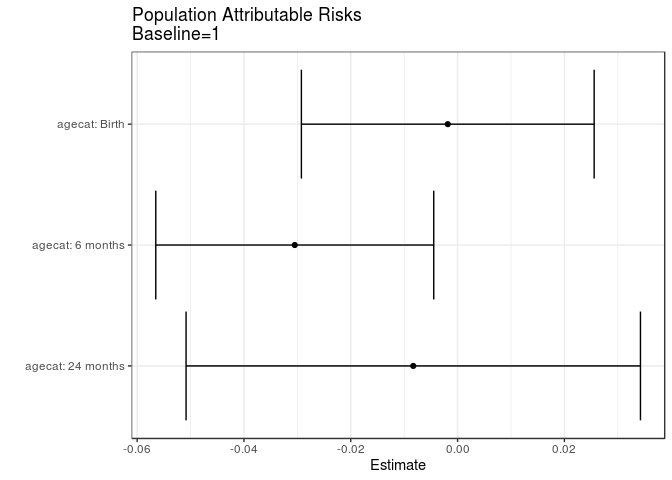 Population Attributable Risks
Baseline=1
agecat: Birth
agecat: 6 months
agecat: 24 months
-0.06 -0.04 -0.02 0.00 0.02
Estimate